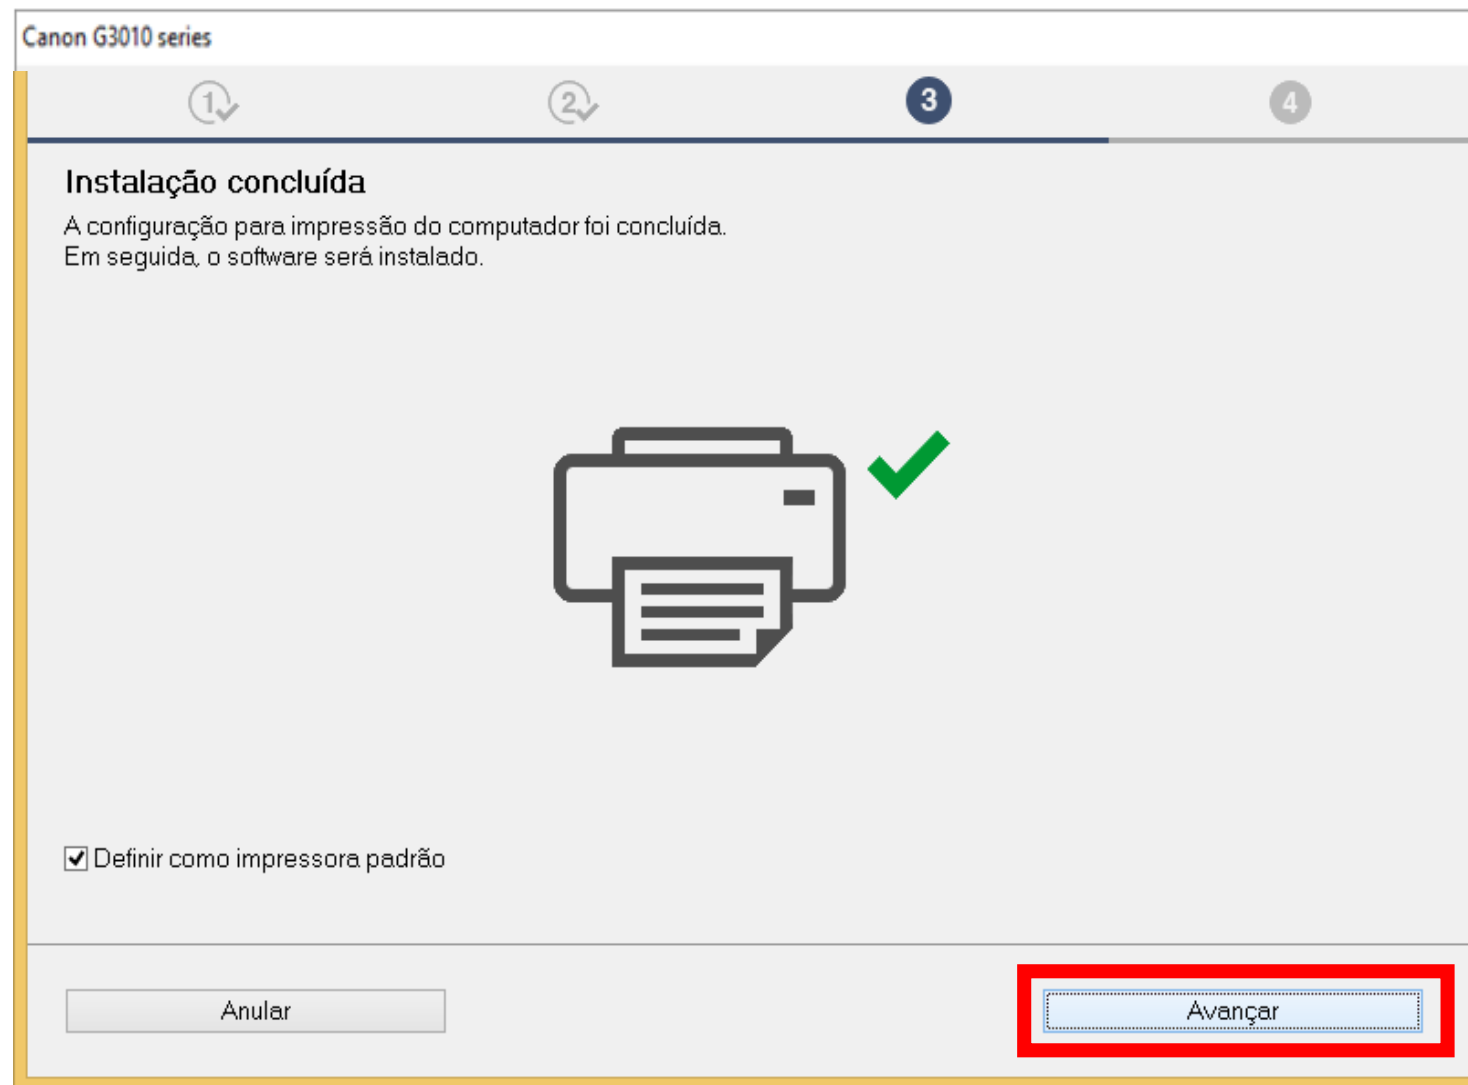 Canon G3010 series
1 2 3 4
Instalação concluída
A configuração para impressão do computador foi concluída.
Em seguida, o software será instalado.
Definir como impressora padrão
Anular Avançar